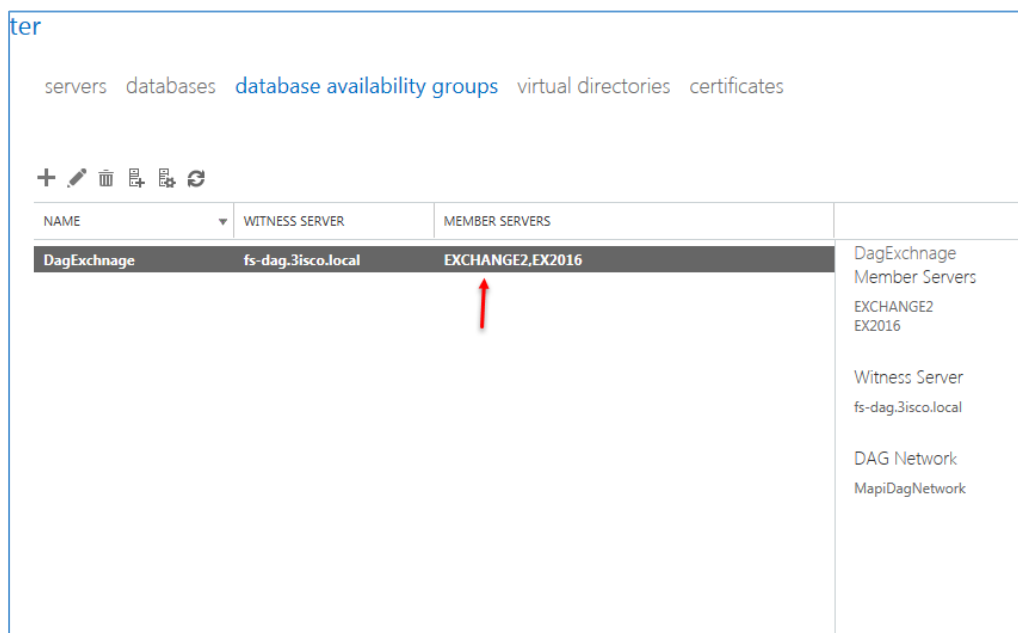 ter
servers databases database availability groups virtual directories certificates
NAME WITNESS SERVER MEMBER SERVERS
DagExchnage fs-dag.3isco.local EXCHANGE2,EX2016
DagExchnage
Member Servers
EXCHANGE2
EX2016
Witness Server
fs-dag.3isco.local
DAG Network
MapiDagNetwork